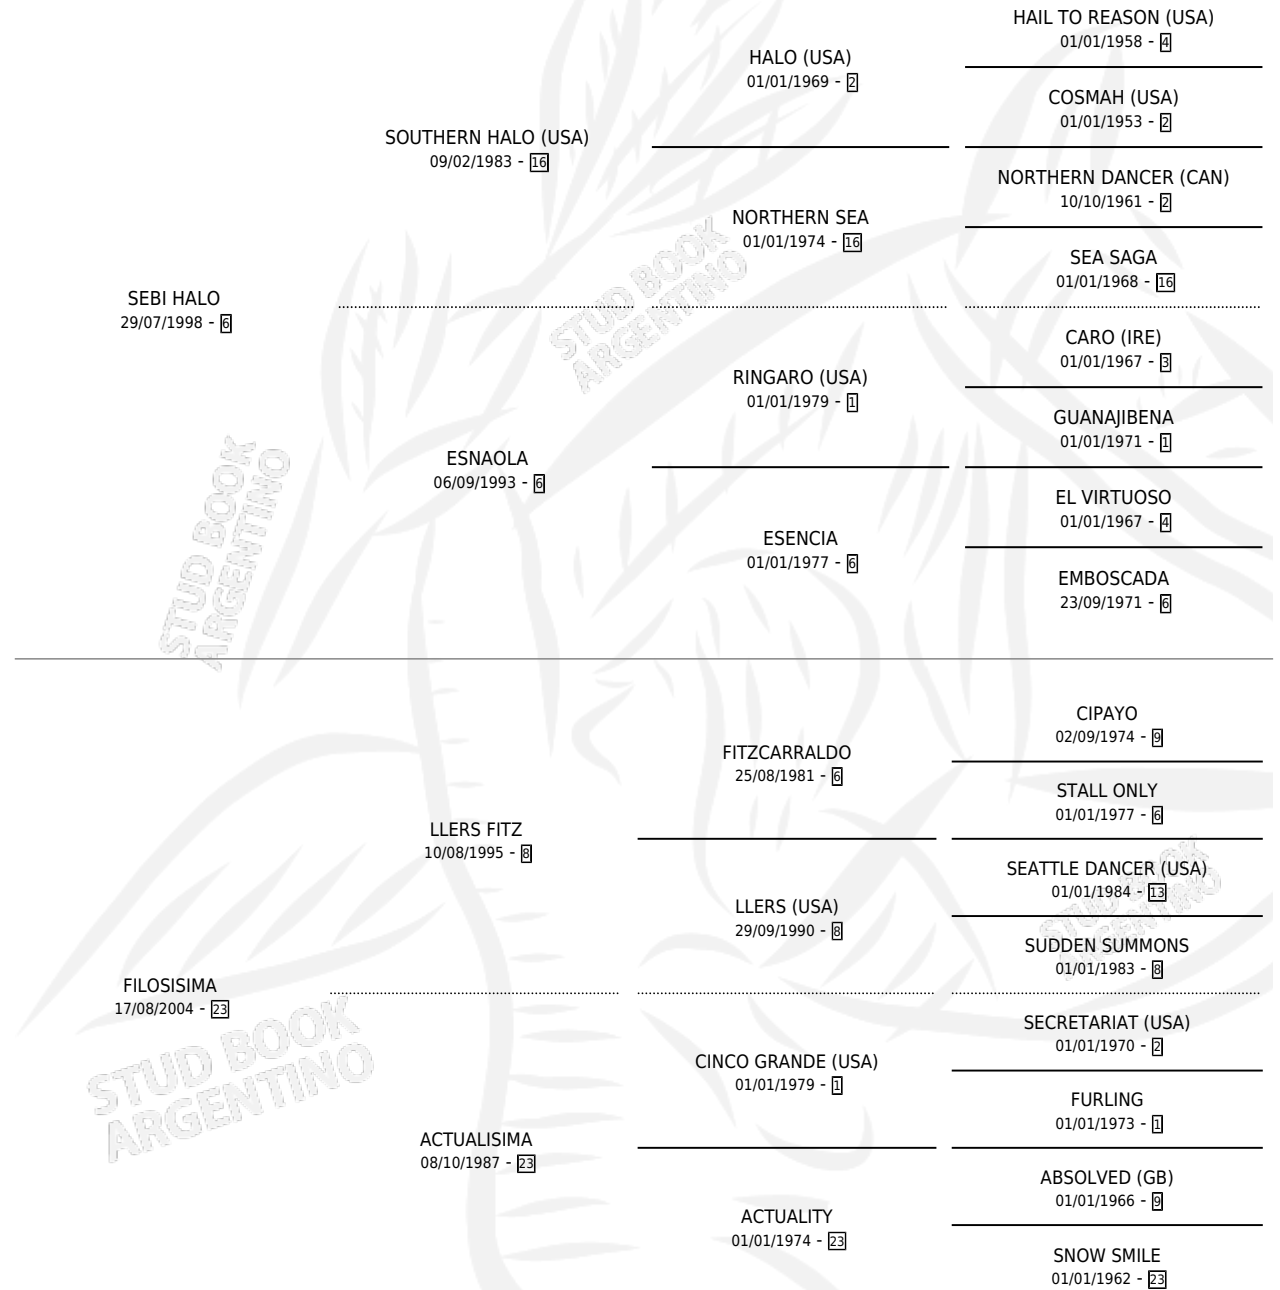 HAIL TO REASON (USA)
01/01/1958 - 4
HALO (USA)
01/01/1969 - 2
COSMAH (USA)
01/01/1953 - 2
SOUTHERN HALO (USA)
09/02/1983 - 16
NORTHERN DANCER (CAN)
10/10/1961 - 2
NORTHERN SEA
01/01/1974 - 16
SEA SAGA
01/01/1968 - 16
SEBI HALO
29/07/1998 - 6
STUD BOOK
ARGENTINO
CARO (IRE)
01/01/1967 - 3
RINGARO (USA)
01/01/1979 - 1
GUANAJIBENA
01/01/1971 - 1
ESNAOLA
06/09/1993 - 6
EL VIRTUOSO
01/01/1967 - 4
ESENCIA
01/01/1977 - 6
EMBOSCADA
23/09/1971 - 6
STUD BOOK
ARGENTINO
CIPAYO
02/09/1974 - 9
FITZCARRALDO
25/08/1981 - 6
STALL ONLY
01/01/1977 - 6
LLERS FITZ
10/08/1995 - 8
SEATTLE DANCER (USA)
01/01/1984 - 13
STUD BOOK
ARGENTINO
LLERS (USA)
29/09/1990 - 8
SUDDEN SUMMONS
01/01/1983 - 8
FILOSISIMA
17/08/2004 - 23
STUD BOOK
ARGENTINO
SECRETARIAT (USA)
01/01/1970 - 2
CINCO GRANDE (USA)
01/01/1979 - 1
FURLING
01/01/1973 - 1
ACTUALISIMA
08/10/1987 - 23
ABSOLVED (GB)
01/01/1966 - 9
ACTUALITY
01/01/1974 - 23
SNOW SMILE
01/01/1962 - 23